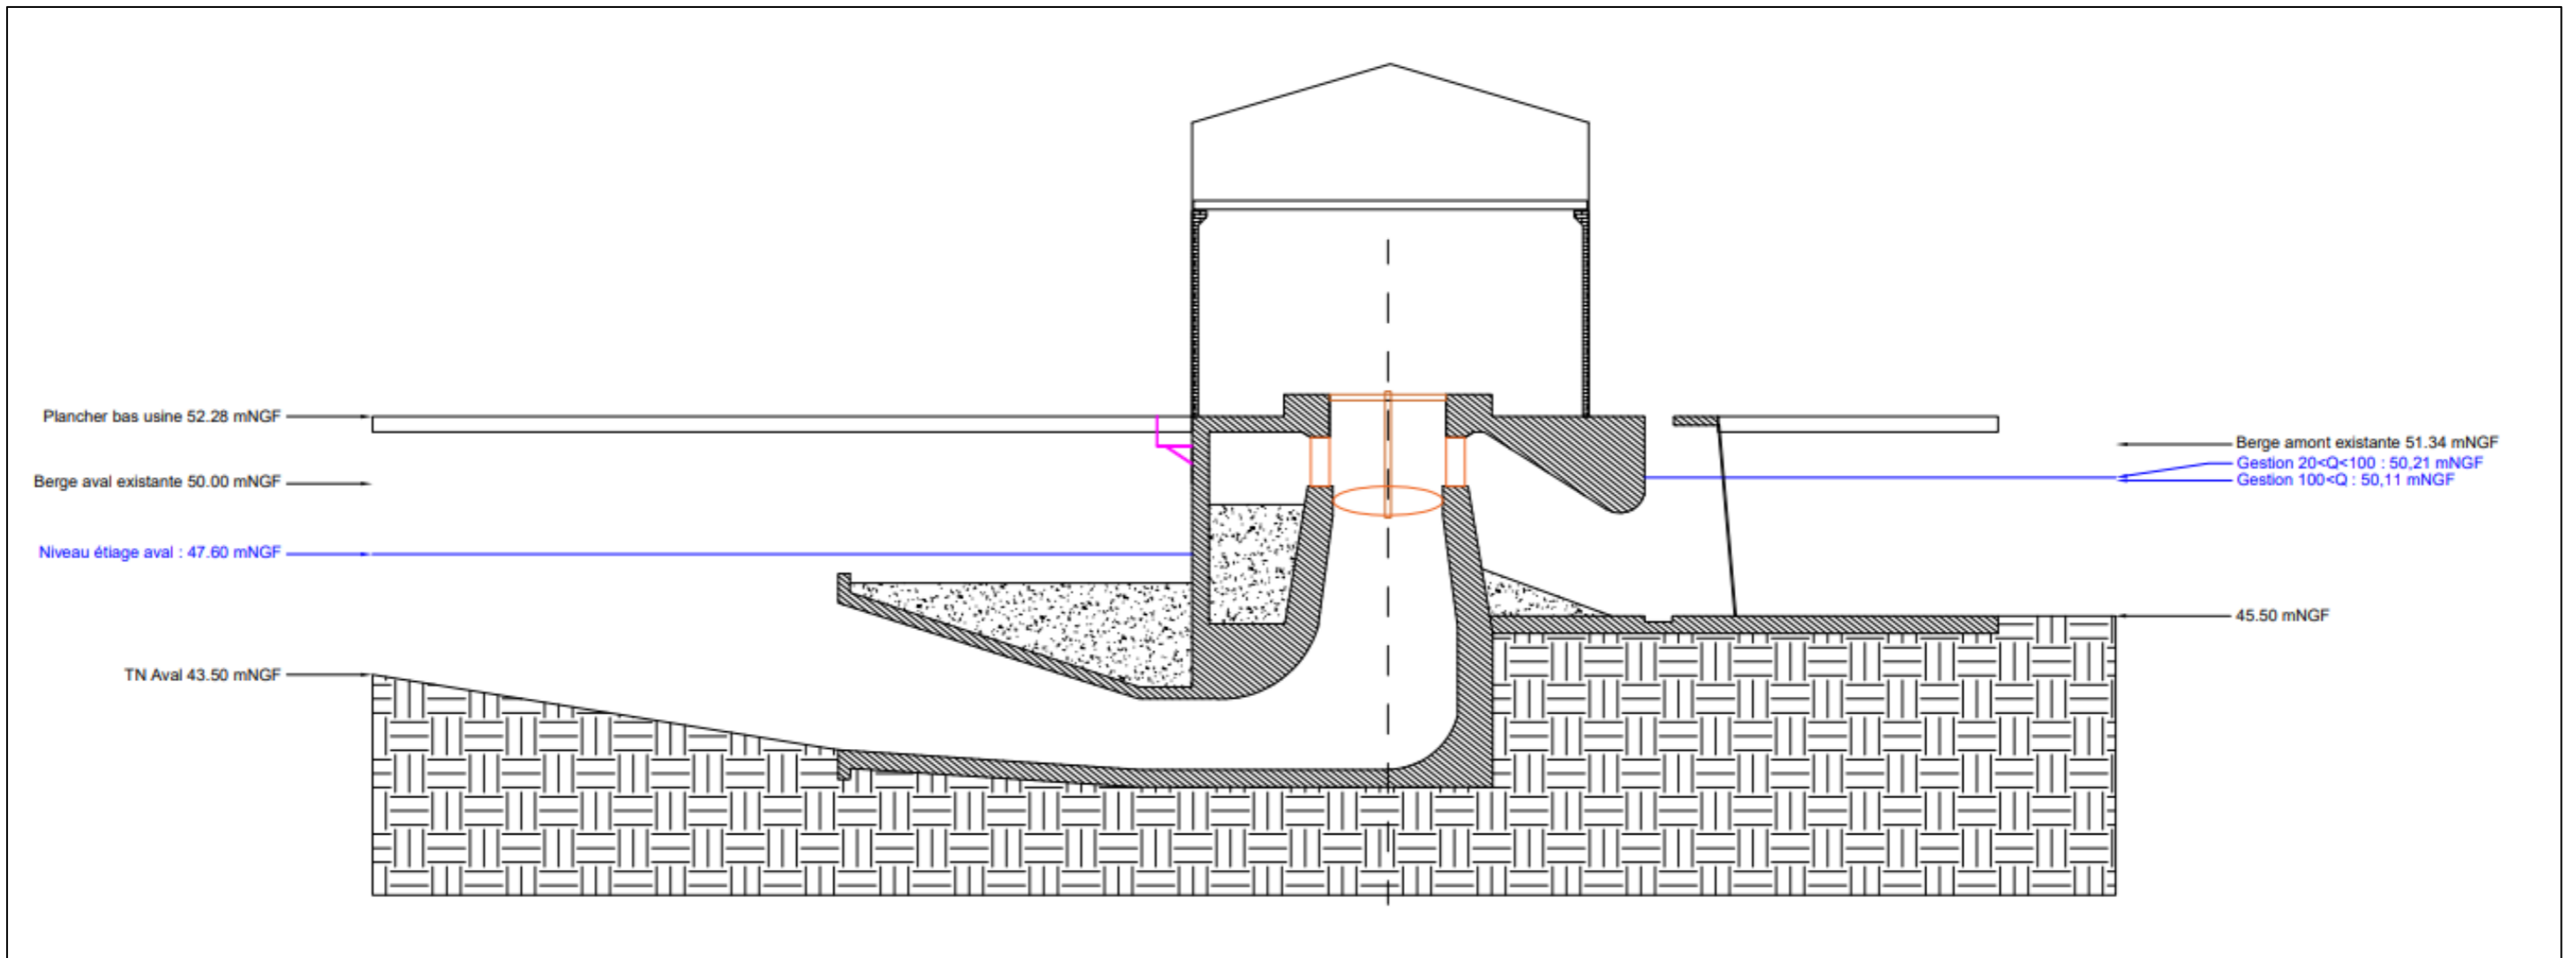 Plancher bas usine 52.28 mNGF
Berge aval existante 50.00 mNGF
Niveau étiage aval : 47.60 mNGF
TN Aval 43.50 mNGF
Berge amont existante 51.34 mNGF
Gestion 20<Q<100 : 50,21 mNGF
Gestion 100<Q : 50,11 mNGF
45.50 mNGF